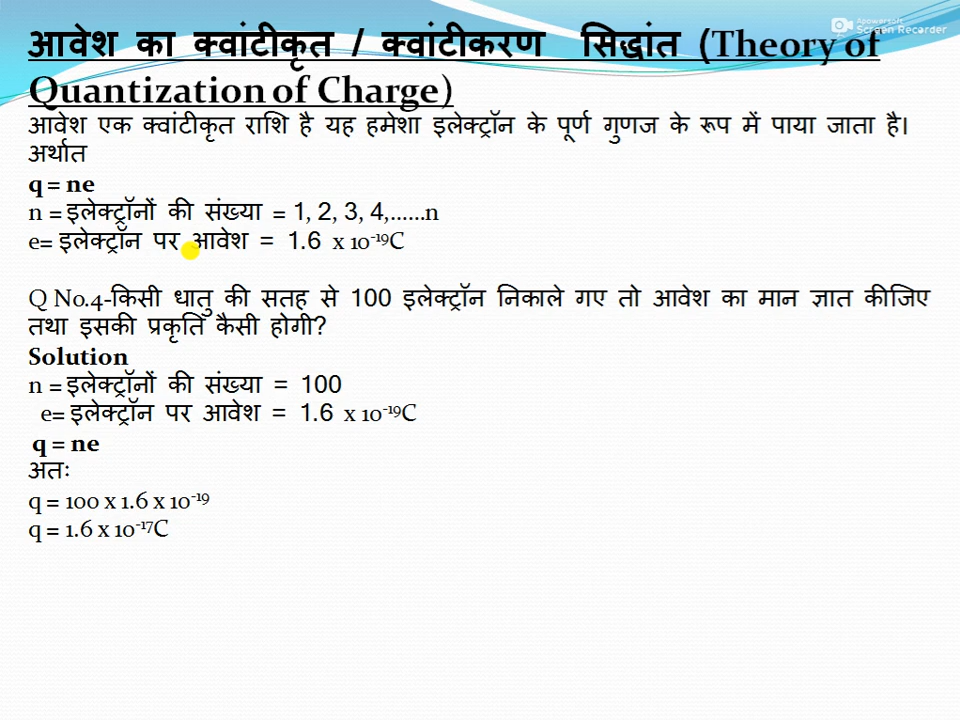 Apowersoft
Screen Recorder
आवेश का क्वांटीकृत / क्वांटीकरण सिद्धांत (Theory of
Quantization of Charge)
आवेश एक क्वांटीकृत राशि है यह हमेशा इलेक्ट्रॉन के पूर्ण गुणज के रूप में पाया जाता है।
अर्थात
q = ne
n = इलेक्ट्रॉनों की संख्या = 1, 2, 3, 4,......n
e= इलेक्ट्रॉन पर आवेश = 1.6 x 10⁻¹⁹C
Q No.4-किसी धातु की सतह से 100 इलेक्ट्रॉन निकाले गए तो आवेश का मान ज्ञात कीजिए
तथा इसकी प्रकृति कैसी होगी?
Solution
n = इलेक्ट्रॉनों की संख्या = 100
e= इलेक्ट्रॉन पर आवेश = 1.6 x 10⁻¹⁹C
q = ne
अतः
q = 100 x 1.6 x 10⁻¹⁹
q = 1.6 x 10⁻¹⁷C